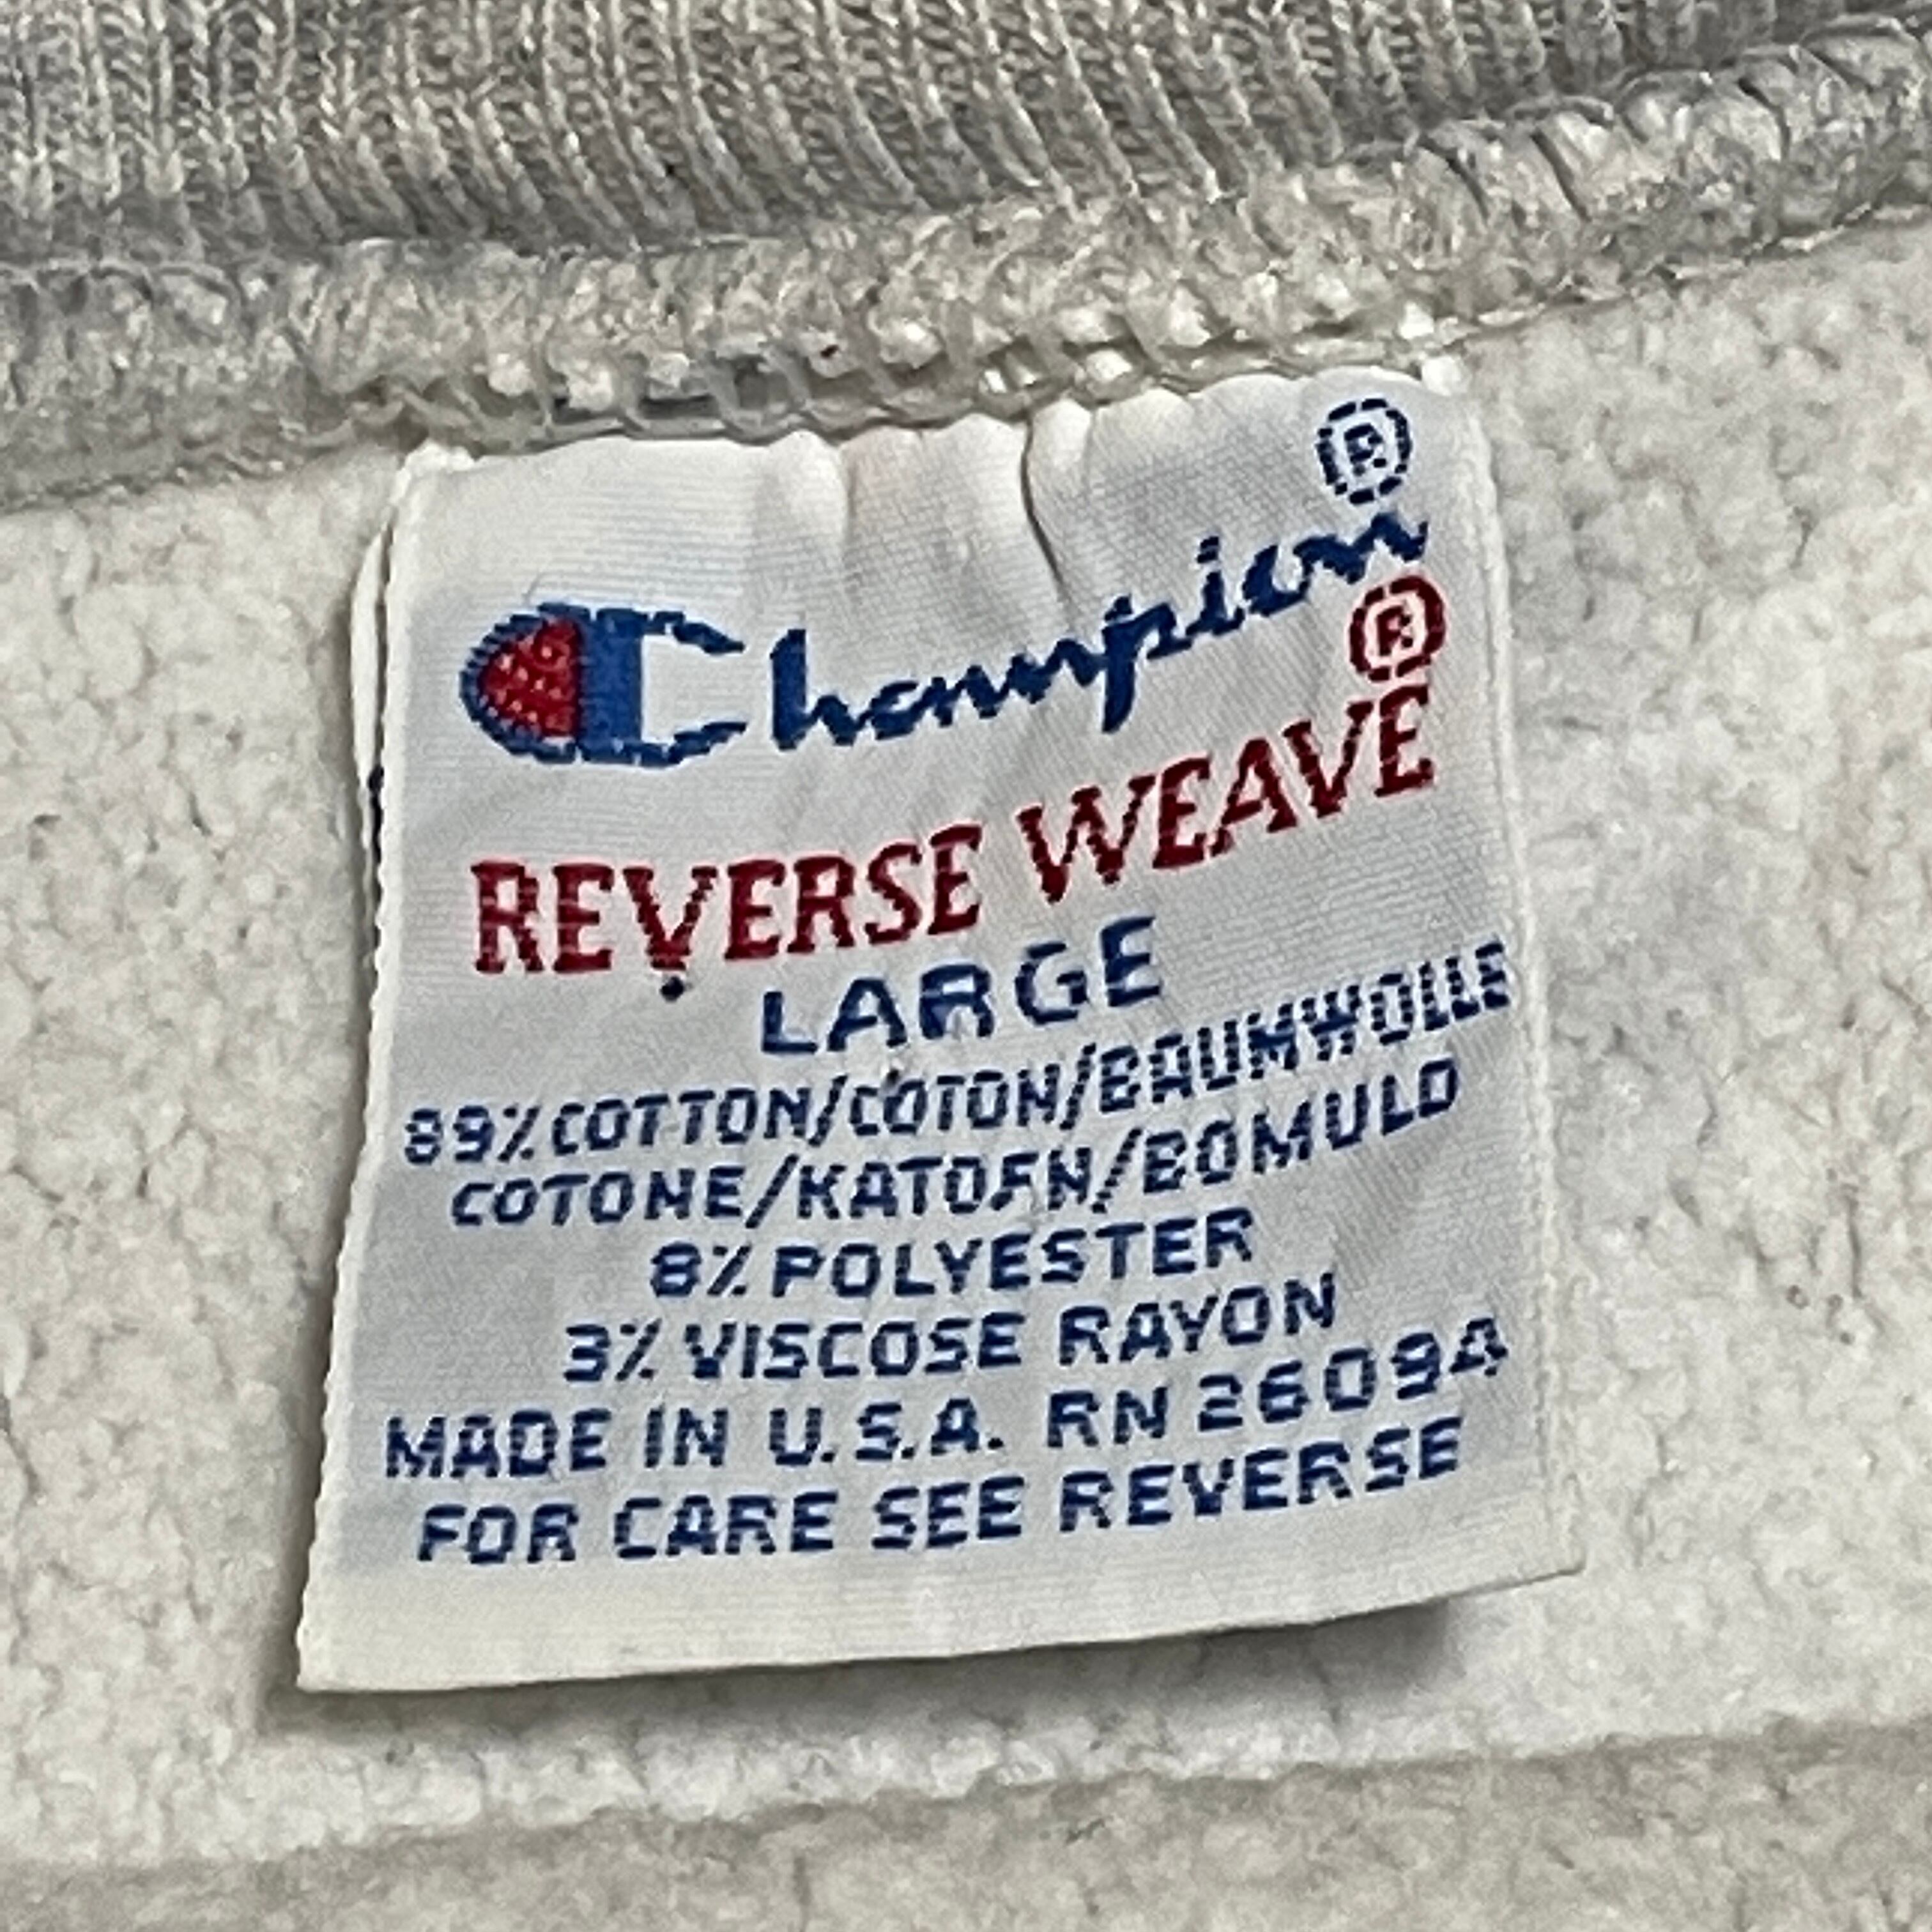 ®
Champion
®
REVERSE WEAVE
LARGE
89% COTTON/COTON/BAUMWOLLE
COTONE/KATOEN/BOMULD
8% POLYESTER
3% VISCOSE RAYON
MADE IN U.S.A. RN 26094
FOR CARE SEE REVERSE